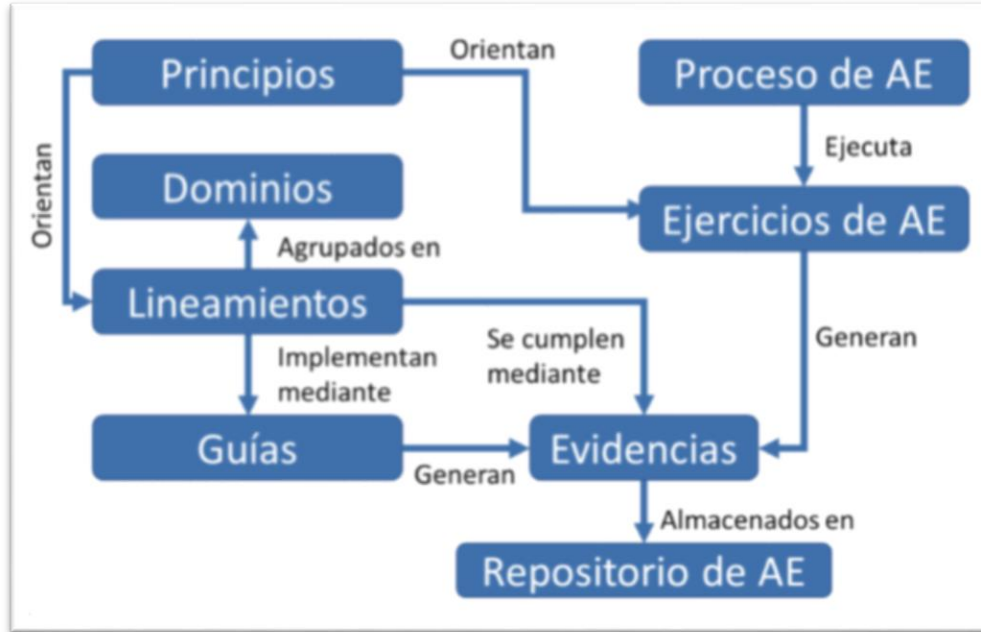 Principios
Orientan
Proceso de AE
Ejecuta
Orientan
Dominios
Ejercicios de AE
Agrupados en
Lineamientos
Implementan
mediante
Se cumplen
mediante
Generan
Guías
Generan
Evidencias
Almacenados en
Repositorio de AE